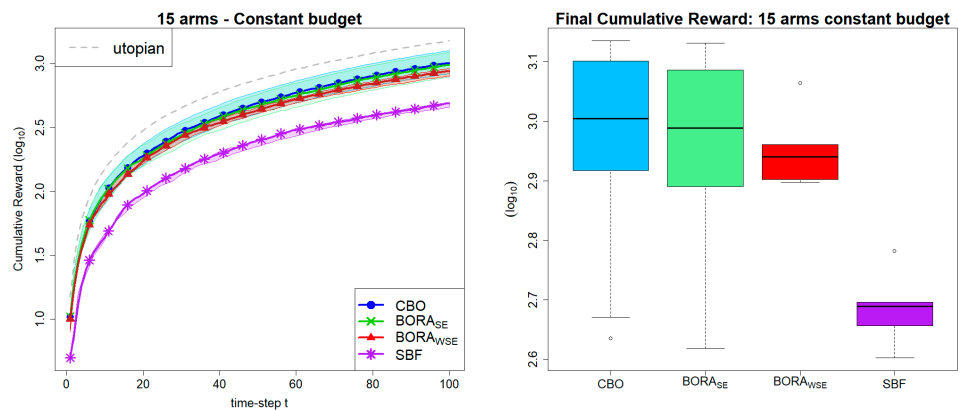 15 arms - Constant budget
utopian
Cumulative Reward (log10)
3.0
2.5
2.0
1.5
1.0
CBO
BORASE
BORAWSE
SBF
0 20 40 60 80 100
time-step t
Final Cumulative Reward: 15 arms constant budget
(log10)
3.1
3.0
2.9
2.8
2.7
2.6
CBO BORASE BORAWSE SBF